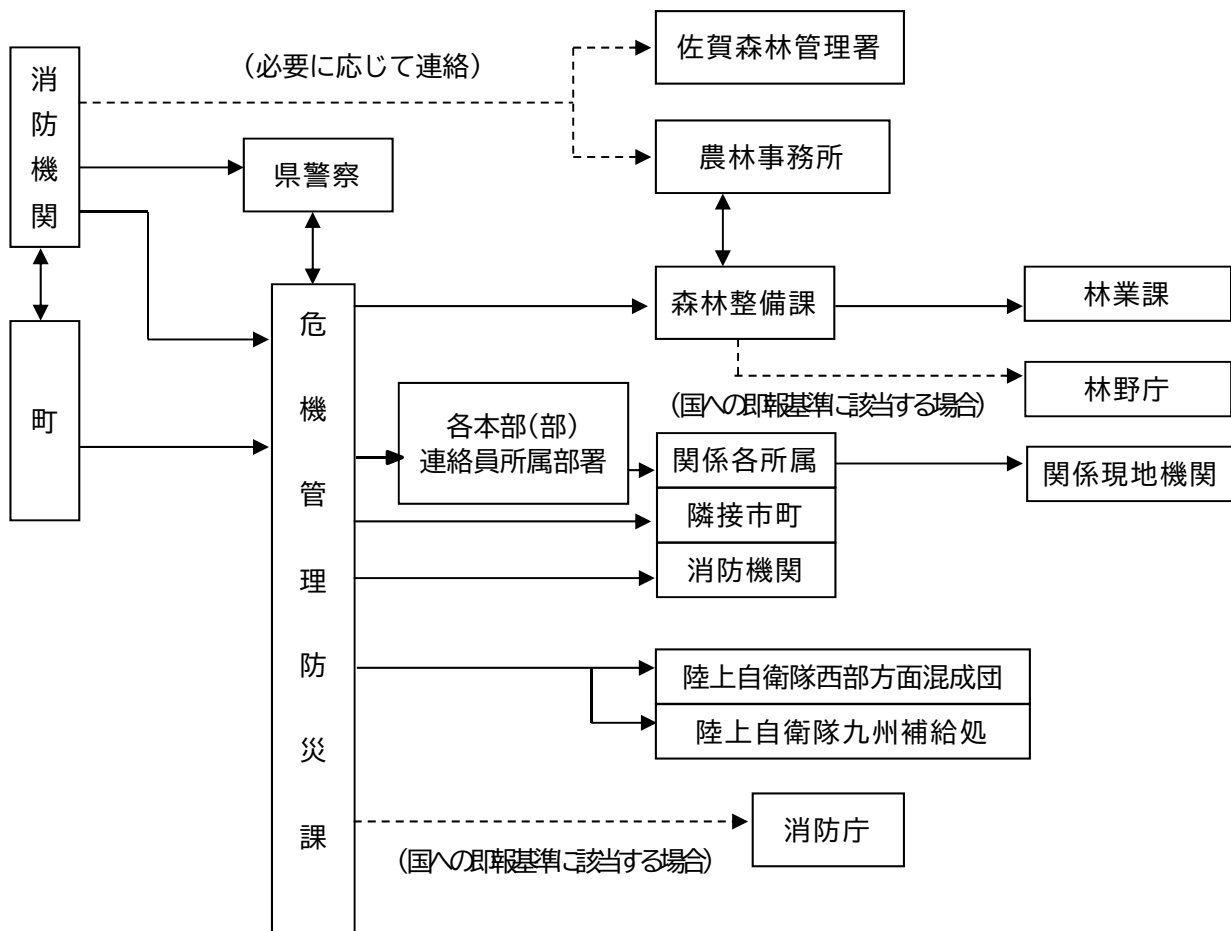 消防機関
(必要に応じて連絡)
佐賀森林管理署
農林事務所
県警察
町
危機管理防災課
森林整備課
林業課
林野庁
(国への即報基準に該当する場合)
各本部(部)
連絡員所属部署
関係各所属
関係現地機関
隣接市町
消防機関
陸上自衛隊西部方面混成団
陸上自衛隊九州補給処
消防庁
(国への即報基準に該当する場合)